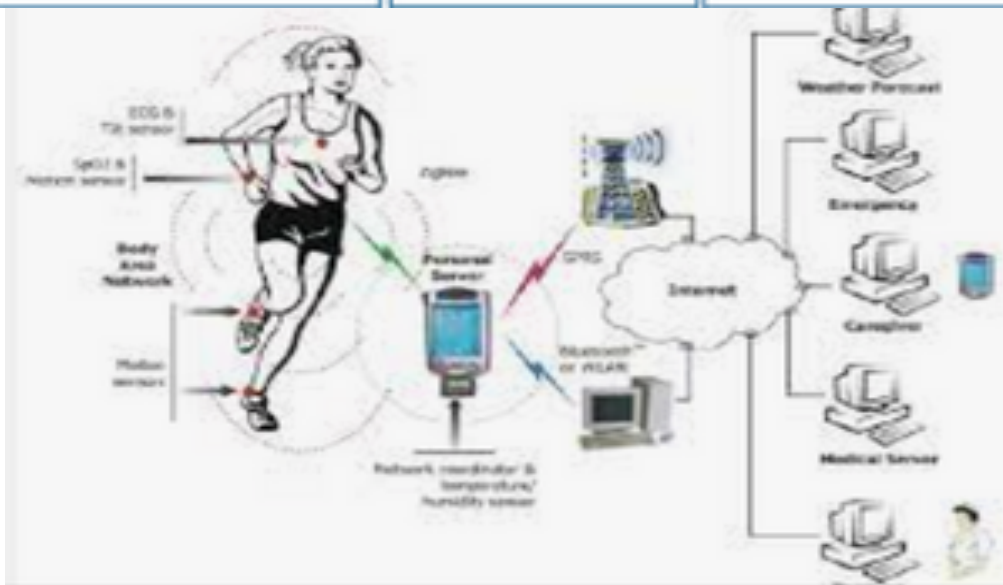 ECG &
Tilt sensor
SpO2 &
Motion sensor
Body
Area
Network
Motion
sensors
ZigBee
Personal
Server
Network coordinator &
temperature/
humidity sensor
GPRS
Bluetooth
or WLAN
Internet
Weather Forecast
Emergency
Caregiver
Medical Server